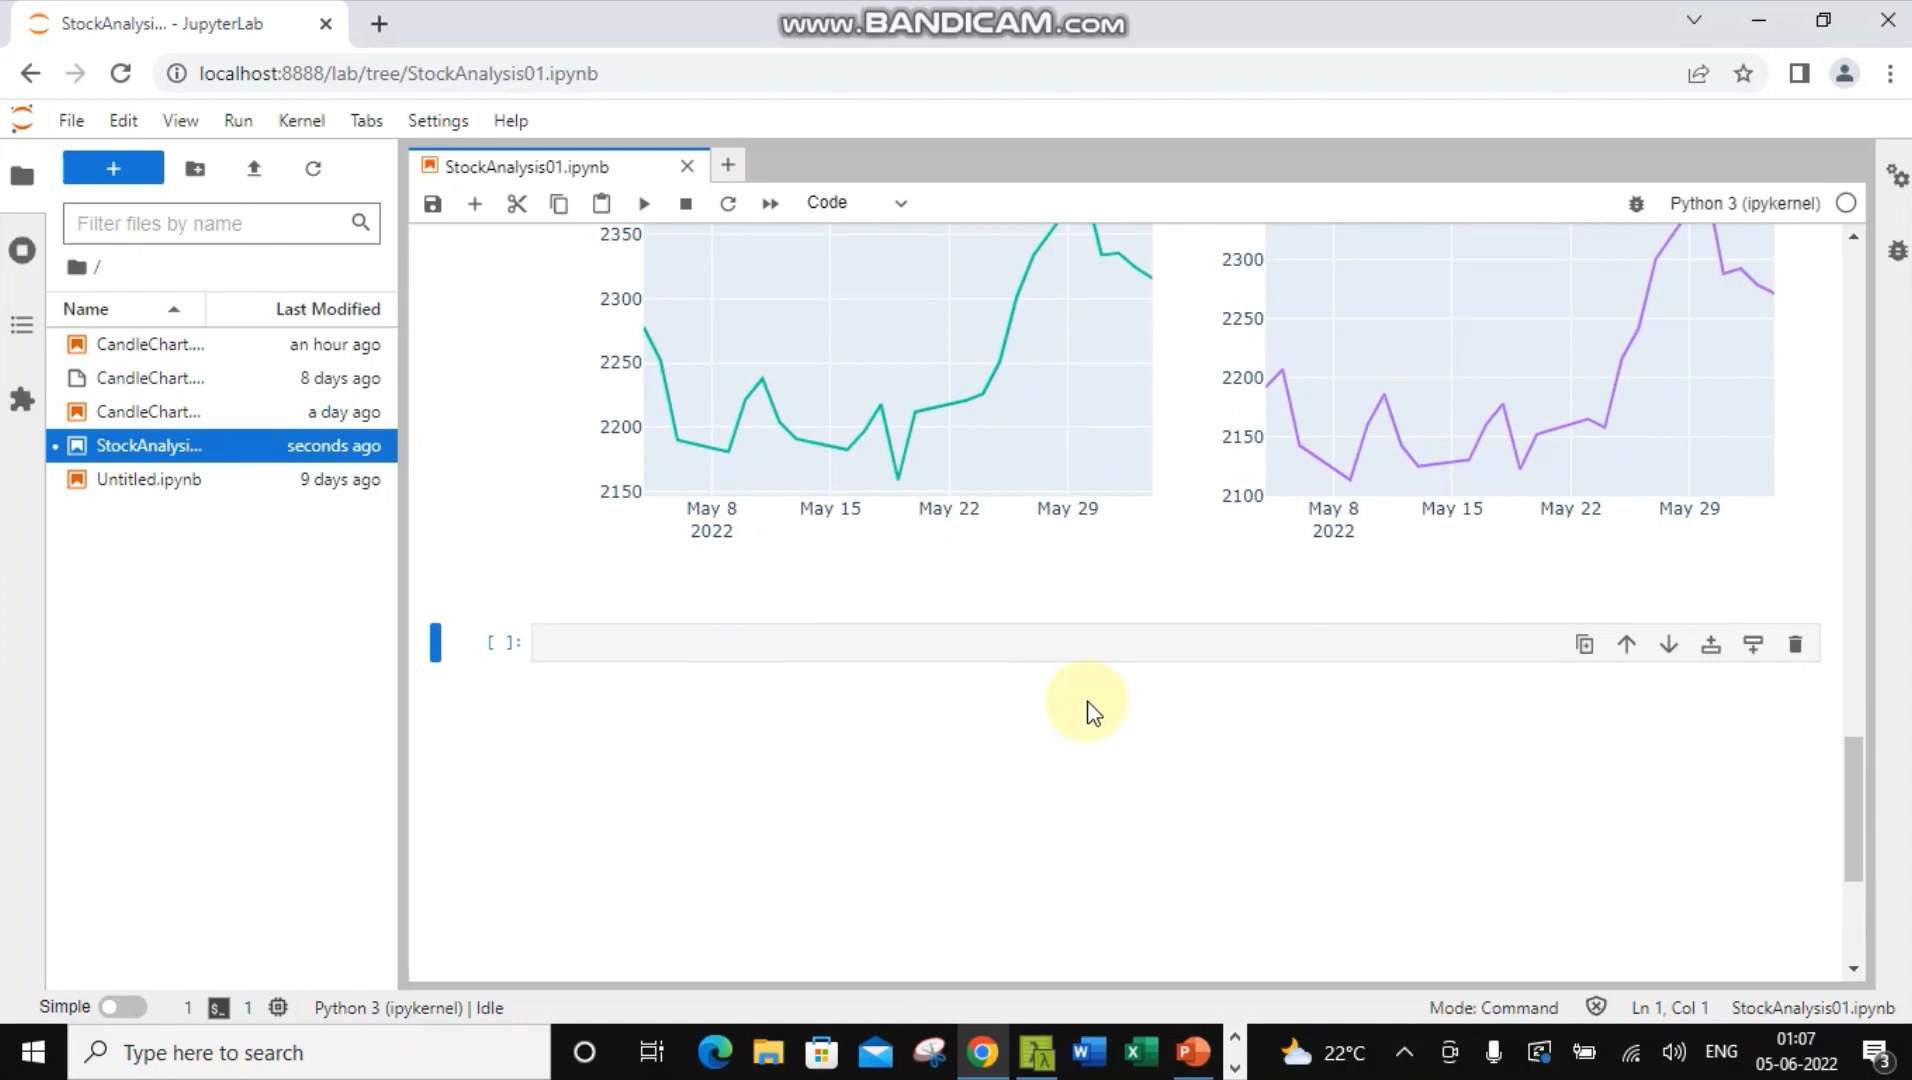 StockAnalysi... - JupyterLab
www.BANDICAM.com
localhost:8888/lab/tree/StockAnalysis01.ipynb
File Edit View Run Kernel Tabs Settings Help
StockAnalysis01.ipynb
Filter files by name
Code
Python 3 (ipykernel)
/
Name Last Modified
CandleChart.... an hour ago
CandleChart.... 8 days ago
CandleChart... a day ago
StockAnalysi... seconds ago
Untitled.ipynb 9 days ago
2350
2300
2250
2200
2150
May 8 May 15 May 22 May 29
2022
2300
2250
2200
2150
2100
May 8 May 15 May 22 May 29
2022
[ ]:
Simple 1 $_ 1 Python 3 (ipykernel) | Idle
Mode: Command Ln 1, Col 1 StockAnalysis01.ipynb
Type here to search
22°C
ENG
01:07
05-06-2022
3